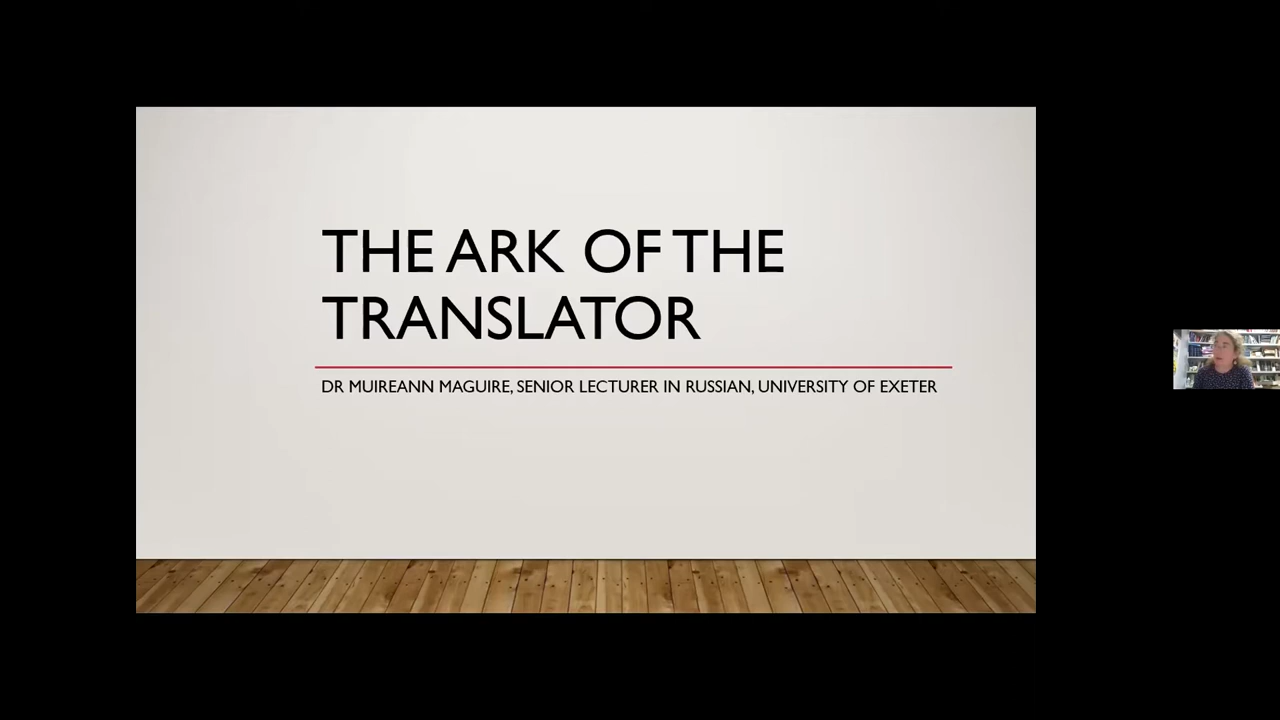 THE ARK OF THE
TRANSLATOR
DR MUIREANN MAGUIRE, SENIOR LECTURER IN RUSSIAN, UNIVERSITY OF EXETER